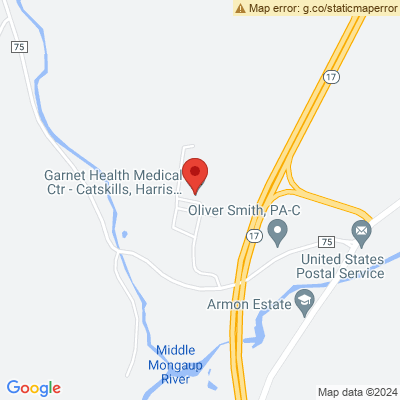 Map error: g.co/staticmaperror
75
17
Garnet Health Medical
Ctr - Catskills, Harris...
Oliver Smith, PA-C
17
75
United States
Postal Service
Armon Estate
Middle
Mongaup
River
Google
Map data ©2024